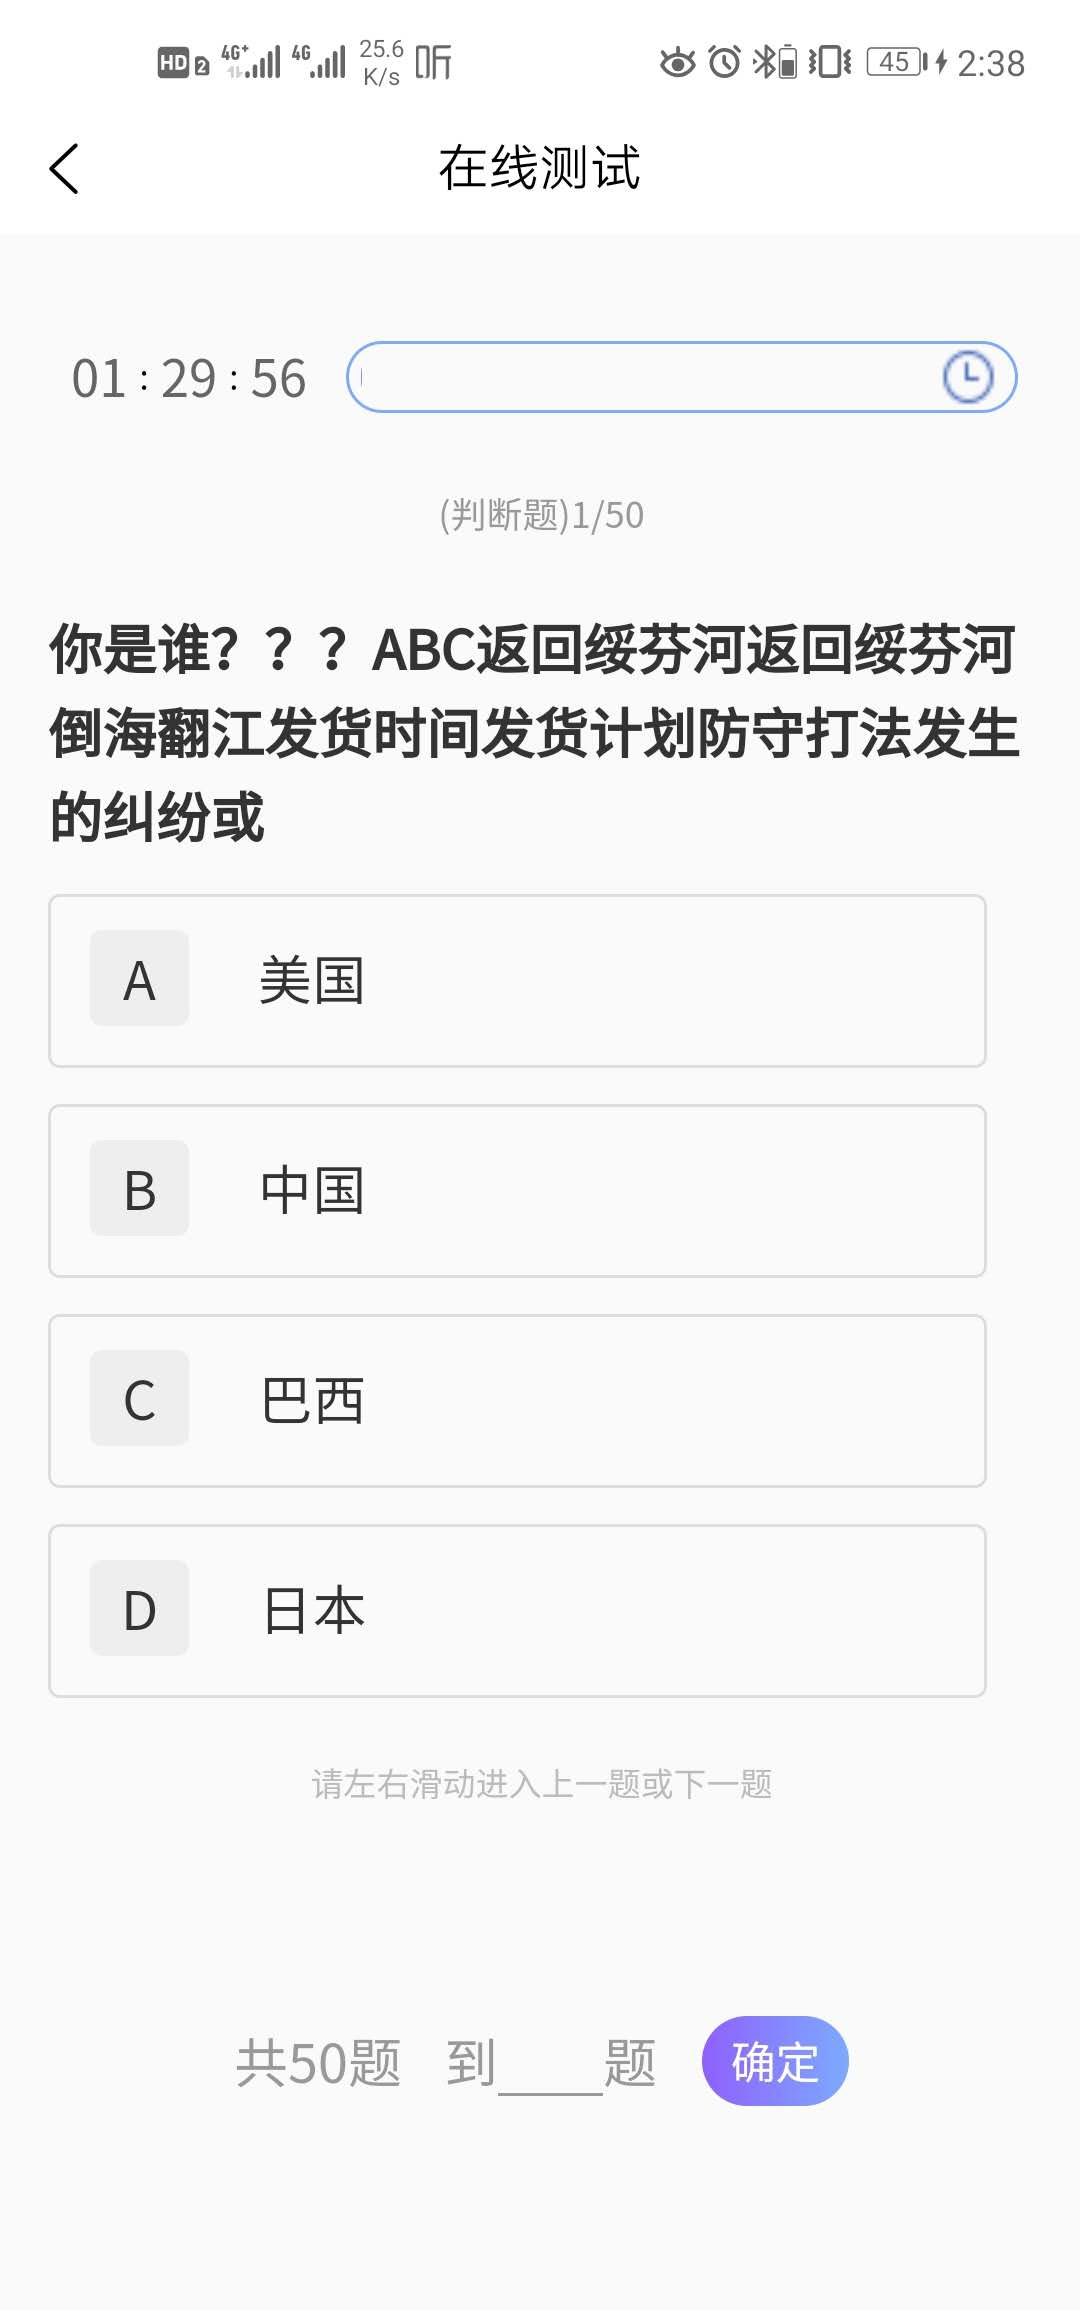 HD 2 4G+ 4G 25.6 K/s 听 45 2:38
在线测试
01 : 29 : 56
(判断题)1/50
你是谁？？？ABC返回绥芬河返回绥芬河
倒海翻江发货时间发货计划防守打法发生
的纠纷或
A 美国
B 中国
C 巴西
D 日本
请左右滑动进入上一题或下一题
共50题 到____题 确定